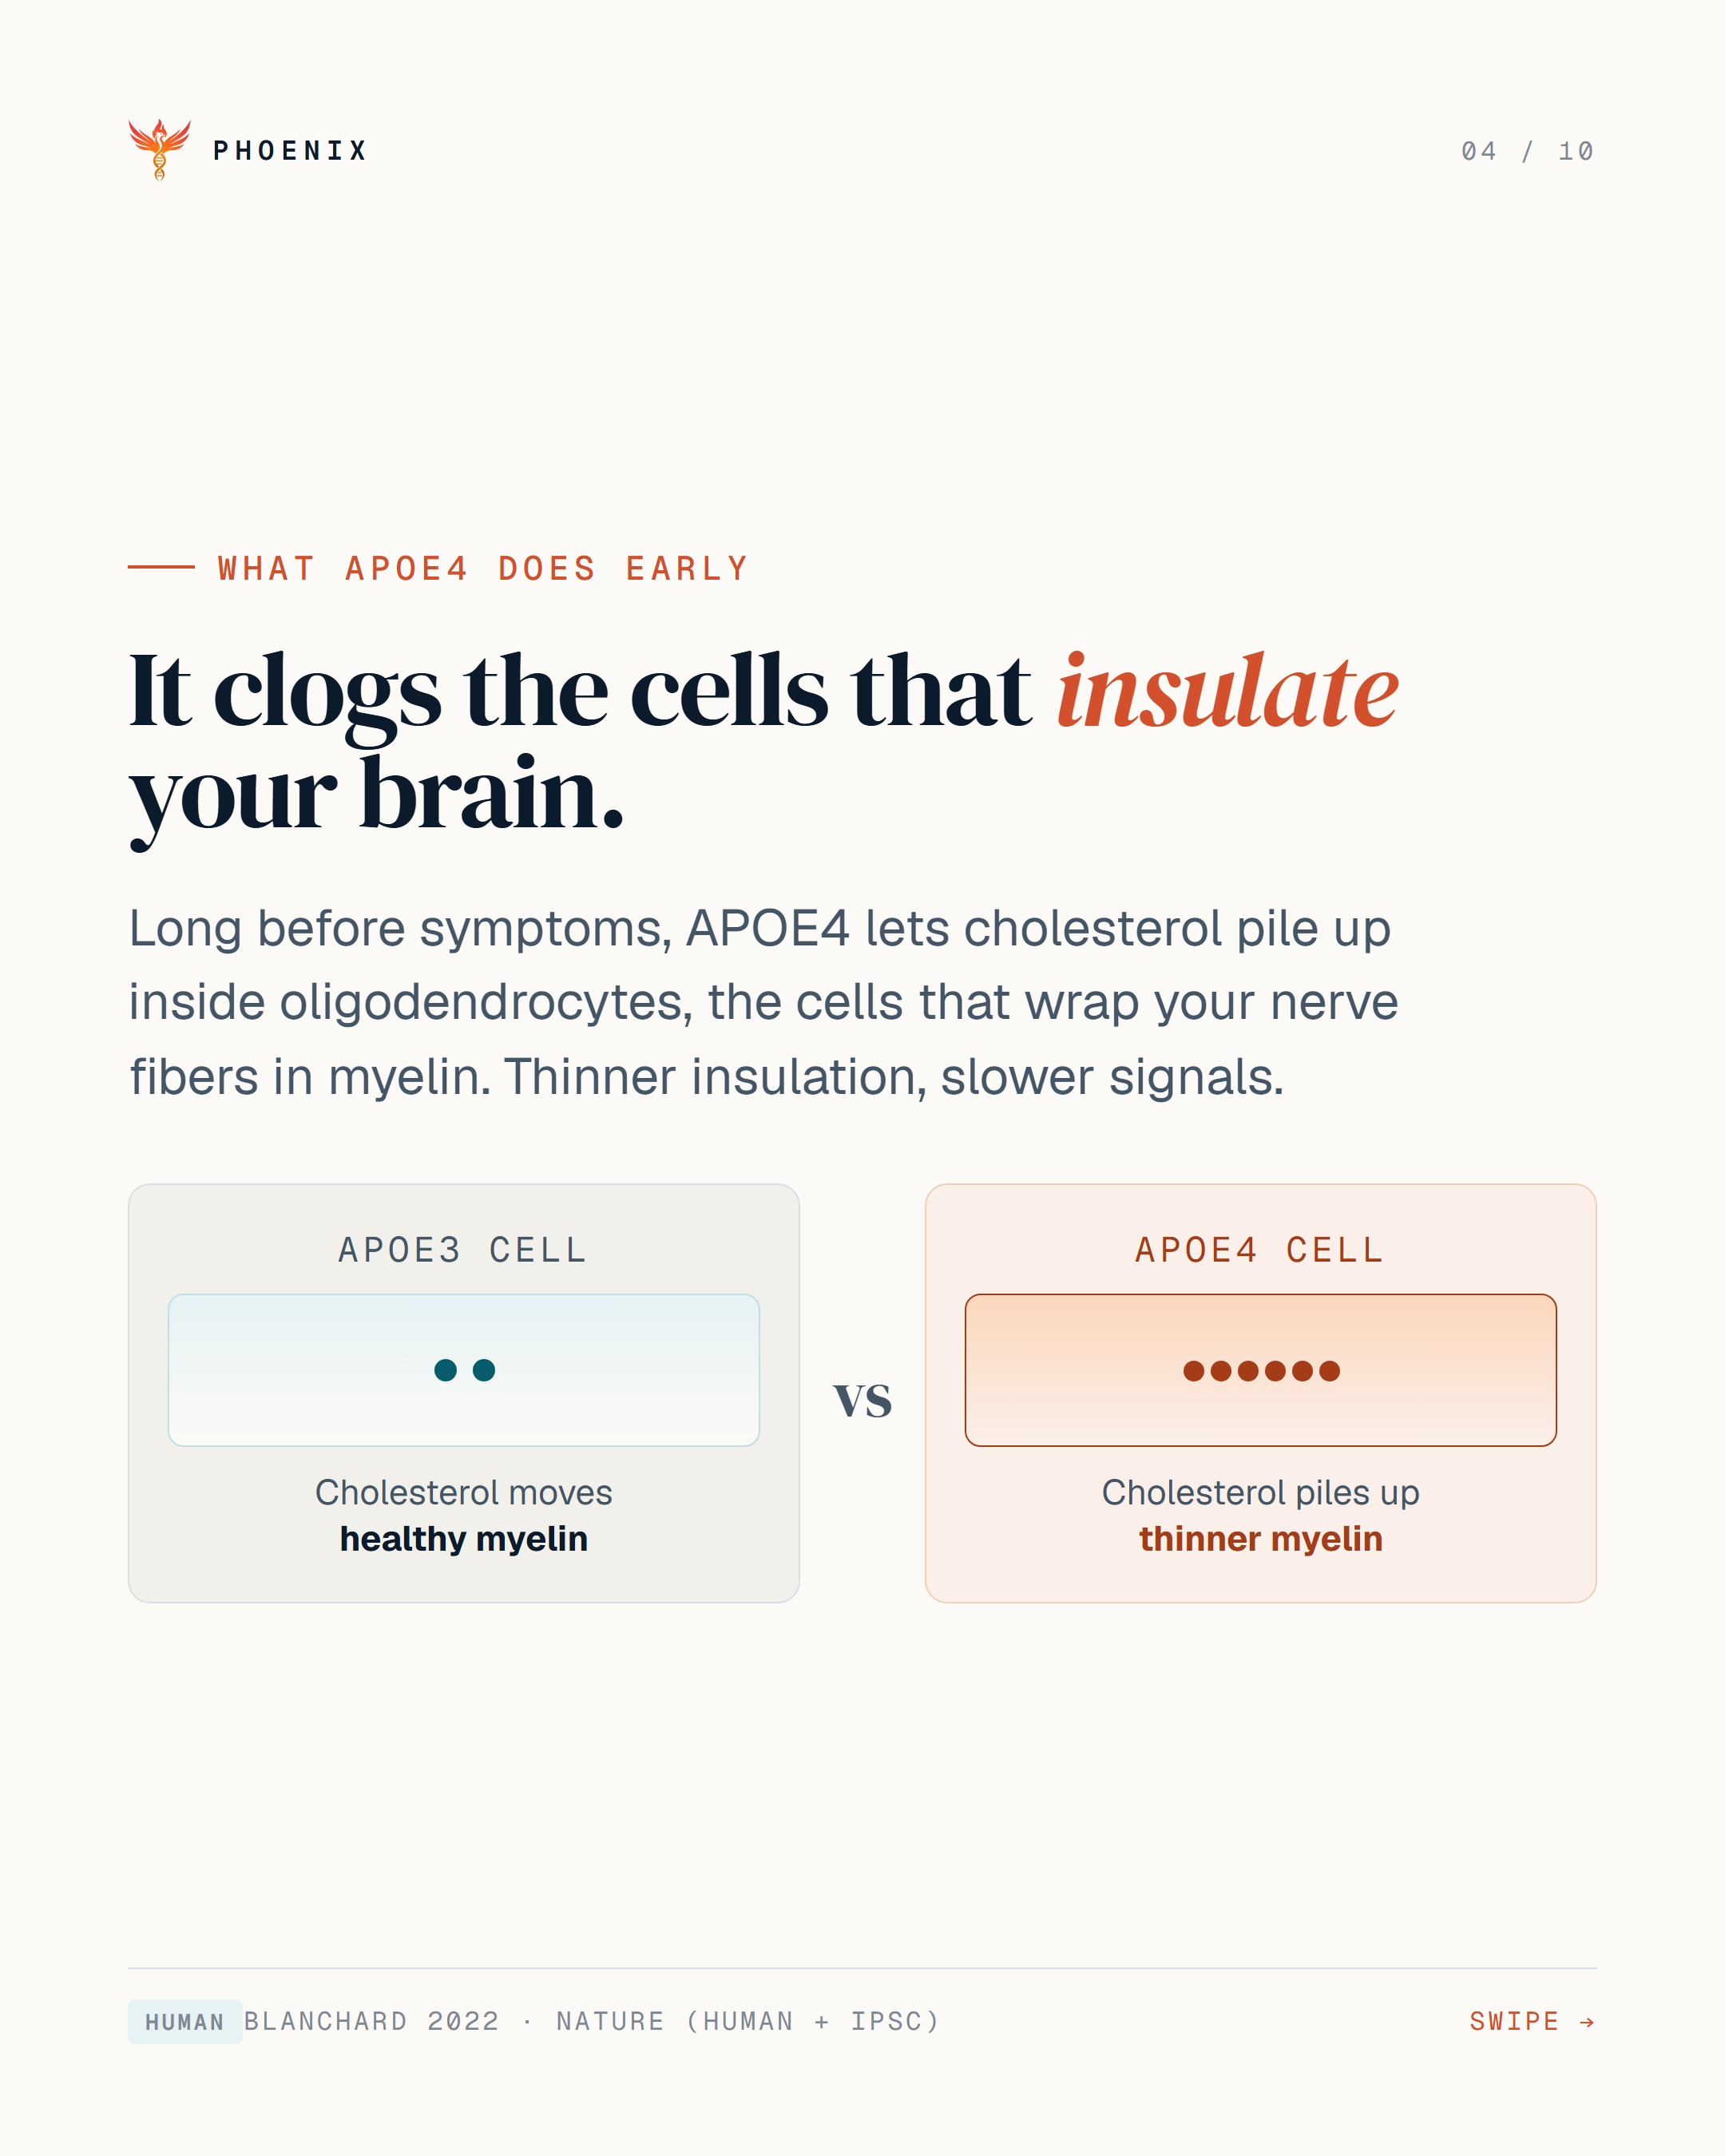 PHOENIX
04 / 10
WHAT APOE4 DOES EARLY
It clogs the cells that insulate
your brain.
Long before symptoms, APOE4 lets cholesterol pile up
inside oligodendrocytes, the cells that wrap your nerve
fibers in myelin. Thinner insulation, slower signals.
APOE3 CELL
Cholesterol moves
healthy myelin
vs
APOE4 CELL
Cholesterol piles up
thinner myelin
HUMAN BLANCHARD 2022 · NATURE (HUMAN + IPSC)
SWIPE →